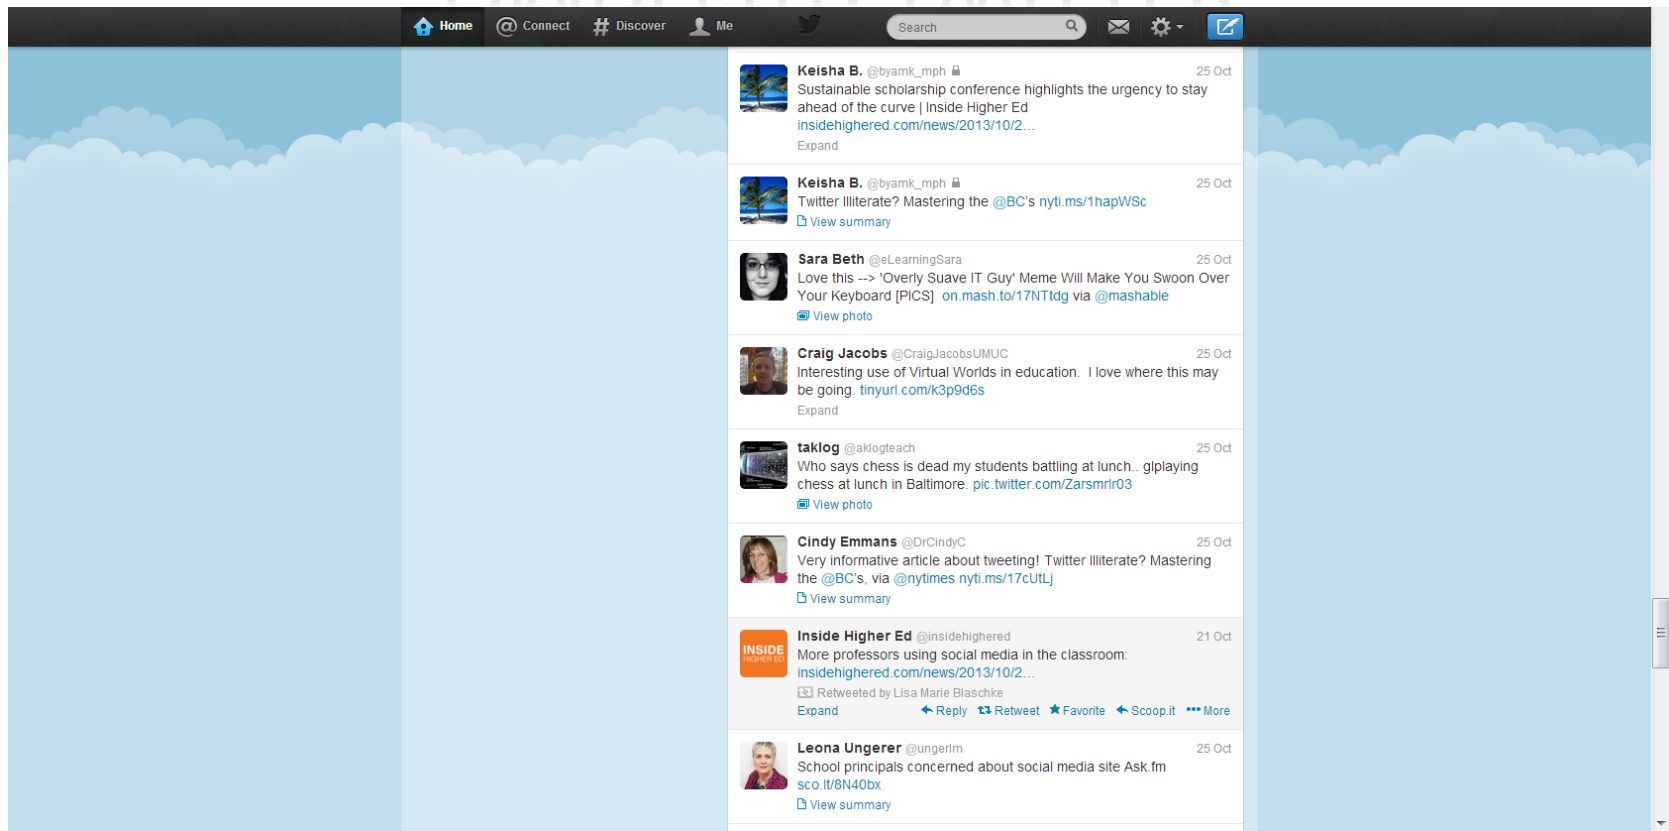 Home
Connect
Discover
Me
Search
Keisha B. @byamk_mph 25 Oct
Sustainable scholarship conference highlights the urgency to stay
ahead of the curve | Inside Higher Ed
insidehighered.com/news/2013/10/2…
Expand
Keisha B. @byamk_mph 25 Oct
Twitter Illiterate? Mastering the @BC's nyti.ms/1hapWSc
View summary
Sara Beth @eLearningSara 25 Oct
Love this --> 'Overly Suave IT Guy' Meme Will Make You Swoon Over
Your Keyboard [PICS] on.mash.to/17NTtdg via @mashable
View photo
Craig Jacobs @CraigJacobsUMUC 25 Oct
Interesting use of Virtual Worlds in education. I love where this may
be going. tinyurl.com/k3p9d6s
Expand
taklog @aklogteach 25 Oct
Who says chess is dead my students battling at lunch.. glplaying
chess at lunch in Baltimore. pic.twitter.com/Zarsmrlr03
View photo
Cindy Emmans @DrCindyC 25 Oct
Very informative article about tweeting! Twitter Illiterate? Mastering
the @BC's, via @nytimes nyti.ms/17cUtLj
View summary
INSIDE
HIGHER ED
Inside Higher Ed @insidehighered 21 Oct
More professors using social media in the classroom:
insidehighered.com/news/2013/10/2…
Retweeted by Lisa Marie Blaschke
Expand Reply Retweet Favorite Scoop.it More
Leona Ungerer @ungerlm 25 Oct
School principals concerned about social media site Ask.fm
sco.lt/8N40bx
View summary